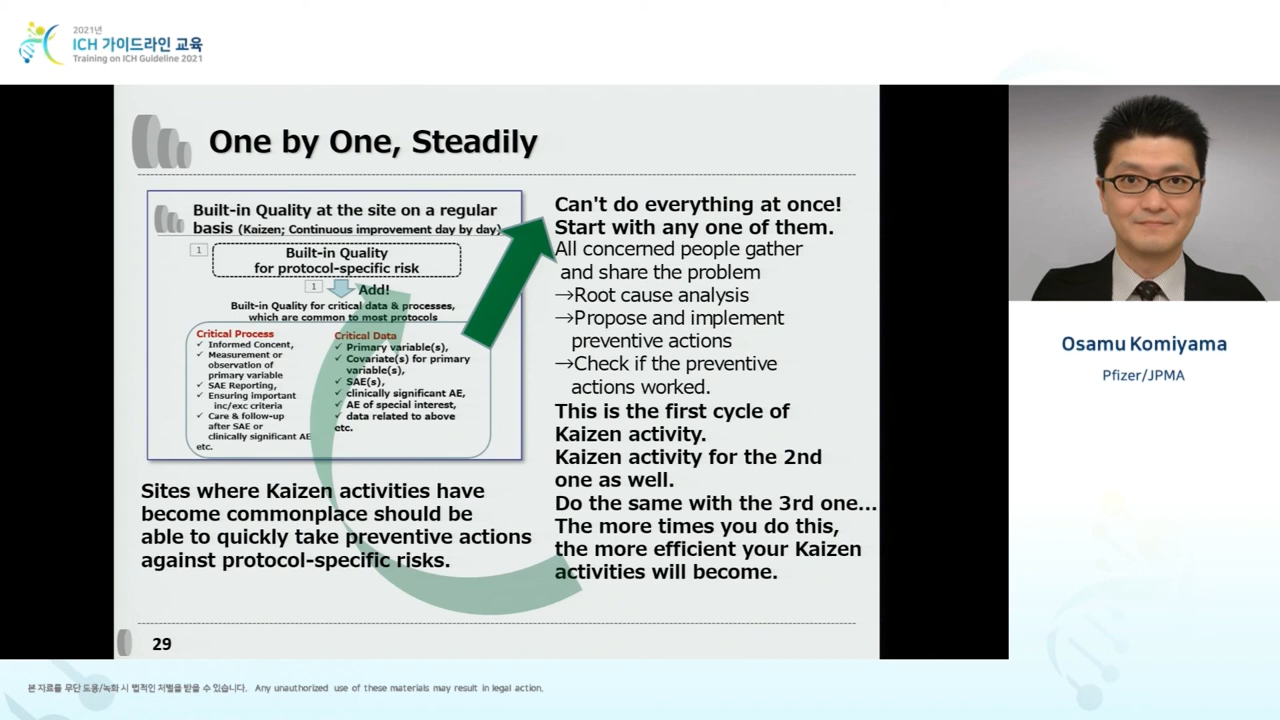 2021년
ICH 가이드라인 교육
Training on ICH Guideline 2021
One by One, Steadily
Built-in Quality at the site on a regular
basis (Kaizen; Continuous improvement day by day)
1
Built-in Quality
for protocol-specific risk
1
Add!
Built-in Quality for critical data & processes,
which are common to most protocols
Critical Process
✓ Informed Concent,
✓ Measurement or
observation of
primary variable
✓ SAE Reporting,
✓ Ensuring important
inc/exc criteria
✓ Care & follow-up
after SAE or
clinically significant AE
etc.
Critical Data
✓ Primary variable(s),
✓ Covariate(s) for primary
variable(s),
✓ SAE(s),
✓ clinically significant AE,
✓ AE of special interest,
✓ data related to above
etc.
Sites where Kaizen activities have
become commonplace should be
able to quickly take preventive actions
against protocol-specific risks.
Can't do everything at once!
Start with any one of them.
All concerned people gather
and share the problem
→Root cause analysis
→Propose and implement
preventive actions
→Check if the preventive
actions worked.
This is the first cycle of
Kaizen activity.
Kaizen activity for the 2nd
one as well.
Do the same with the 3rd one...
The more times you do this,
the more efficient your Kaizen
activities will become.
29
Osamu Komiyama
Pfizer/JPMA
본 자료를 무단 도용/녹화 시 법적인 처벌을 받을 수 있습니다. Any unauthorized use of these materials may result in legal action.